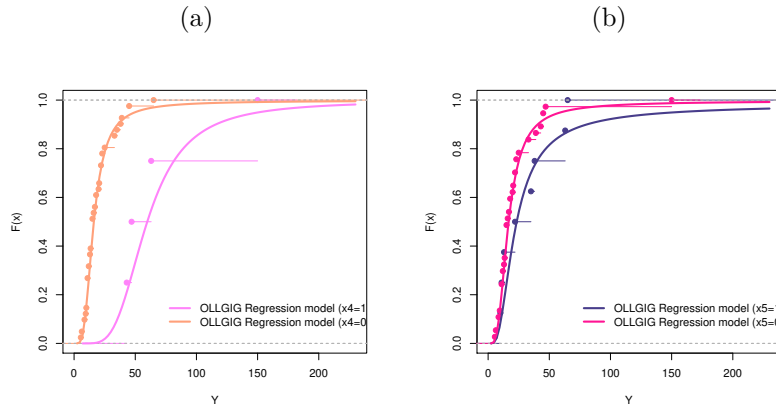 (a)
F(x)
1.0
0.8
0.6
0.4
0.2
0.0
OLLGIG Regression model (x4=1
OLLGIG Regression model (x4=0
0 50 100 150 200
Y
(b)
F(x)
1.0
0.8
0.6
0.4
0.2
0.0
OLLGIG Regression model (x5=
OLLGIG Regression model (x5=
0 50 100 150 200
Y